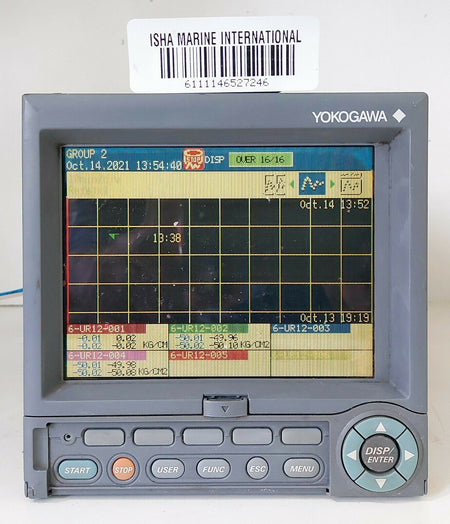 ISHA MARINE INTERNATIONAL
6111146527246
YOKOGAWA
GROUP 2
Oct.14.2021 13:54:40 STOP DISP OVER 16/16
Oct.14 13:52
13:38
Oct.13 19:19
6-UR12-001 6-UR12-002 6-UR12-003
-0.01 0.02 -50.01 -49.96
-0.02 -0.02 KG/CM2 -50.02 -50.10 KG/CM2
6-UR12-004 6-UR12-005
-50.01 -49.98
-50.02 -50.08 KG/CM2
START STOP USER FUNC ESC MENU
DISP/
ENTER